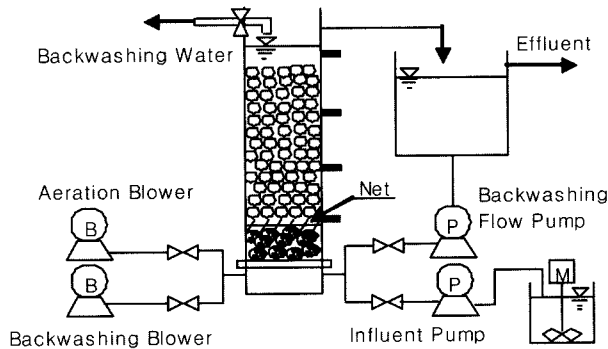 Effluent
Backwashing Water
Net
Aeration Blower
B
Backwashing
Flow Pump
P
B
P
M
Backwashing Blower
Influent Pump